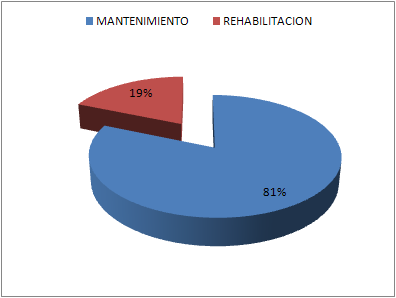 MANTENIMIENTO REHABILITACION
19%
81%